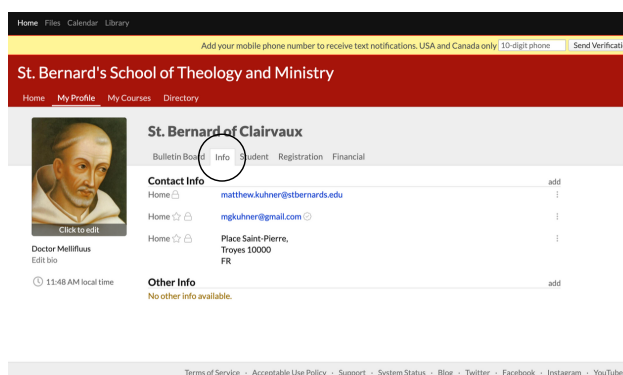 Home Files Calendar Library
Add your mobile phone number to receive text notifications. USA and Canada only 10-digit phone Send Verificati
St. Bernard's School of Theology and Ministry
Home My Profile My Courses Directory
St. Bernard of Clairvaux
Bulletin Board Info Student Registration Financial
Contact Info add
Home matthew.kuhner@stbernards.edu
Home mgkuhner@gmail.com
Home Place Saint-Pierre,
Troyes 10000
FR
Click to edit
Doctor Mellifluus
Edit bio
11:48 AM local time
Other Info add
No other info available.
Terms of Service · Acceptable Use Policy · Support · System Status · Blog · Twitter · Facebook · Instagram · YouTube